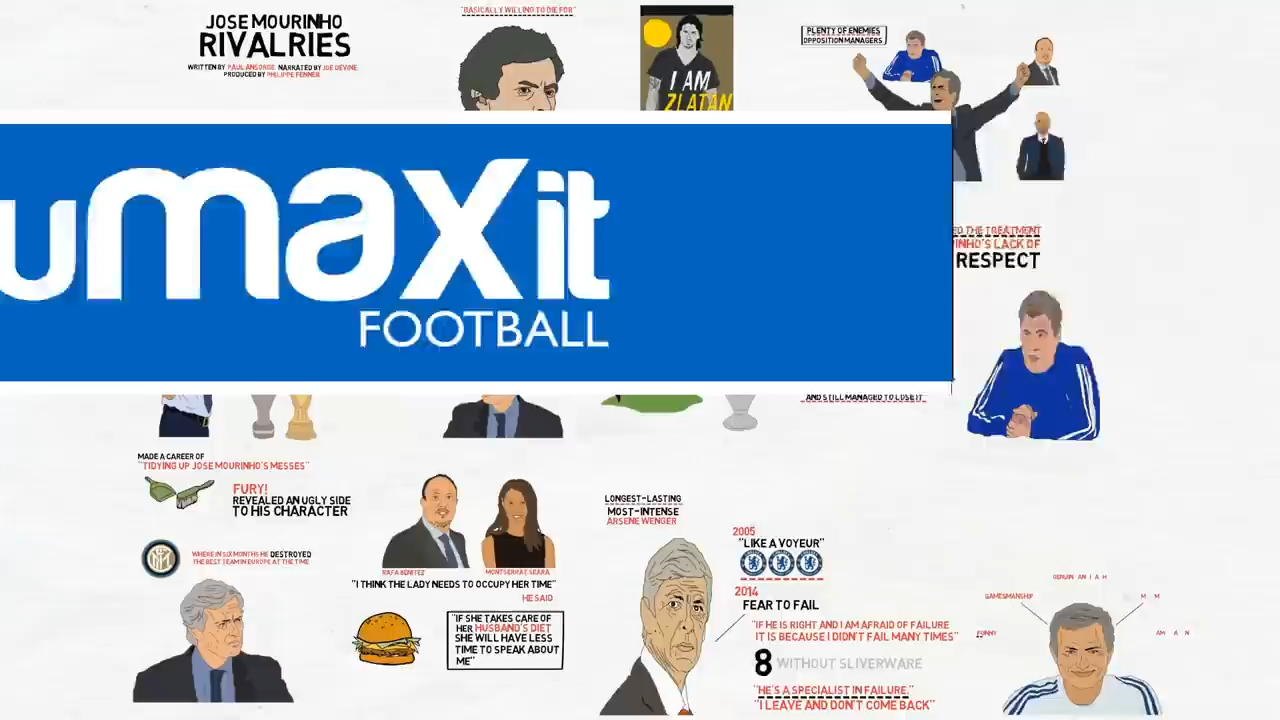 JOSE MOURINHO
RIVALRIES
WRITTEN BY PAUL ANSORGE. NARRATED BY JOE DEVINE.
PRODUCED BY PHILIPPE FENNER
"BASICALLY WILLING TO DIE FOR"
I AM
ZLATAN
PLENTY OF ENEMIES
OPPOSITION MANAGERS
umaxit
FOOTBALL
THE TREATMENT
LACK OF
RESPECT
AND STILL MANAGED TO LOSE IT
MADE A CAREER OF
"TIDYING UP JOSE MOURINHO'S MESSES"
FURY!
REVEALED AN UGLY SIDE
TO HIS CHARACTER
WHERE IN SIX MONTHS HE DESTROYED
THE BEST TEAM IN EUROPE AT THE TIME
RAFA BENITEZ
MONTSERRAT SEARA
"I THINK THE LADY NEEDS TO OCCUPY HER TIME"
HE SAID
"IF SHE TAKES CARE OF
HER HUSBAND'S DIET
SHE WILL HAVE LESS
TIME TO SPEAK ABOUT
ME"
LONGEST-LASTING
MOST-INTENSE
ARSENE WENGER
2005
"LIKE A VOYEUR"
2014
FEAR TO FAIL
"IF HE IS RIGHT AND I AM AFRAID OF FAILURE
IT IS BECAUSE I DIDN'T FAIL MANY TIMES"
8 WITHOUT SLIVERWARE
"HE'S A SPECIALIST IN FAILURE."
"I LEAVE AND DON'T COME BACK"
GAMESMANSHIP
FUNNY